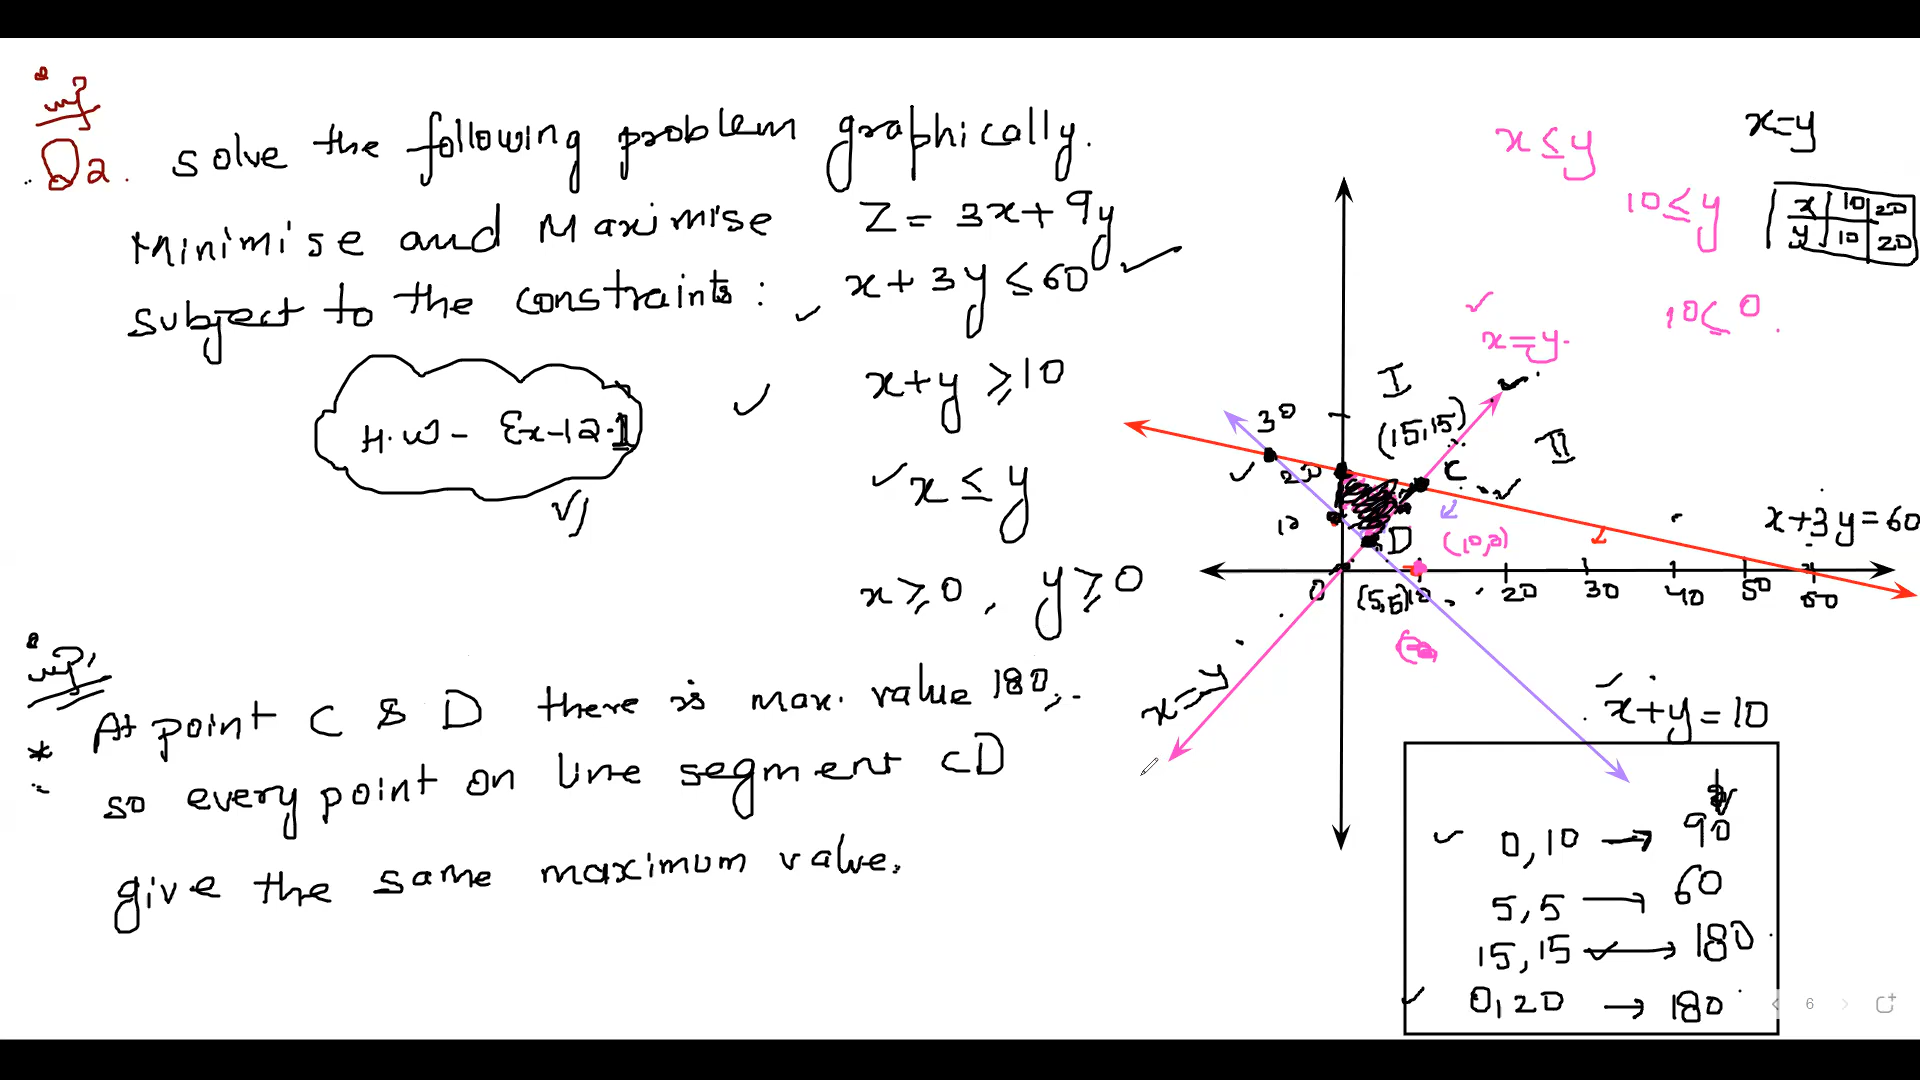 Q2. Solve the following problem graphically.
Minimise and Maximise Z = 3x + 9y
subject to the constraints: x + 3y ≤ 60
x + y ≥ 10
x ≤ y
x ≥ 0, y ≥ 0
H.W - Ex-12.1
At point C & D there is max. value 180,
so every point on line segment CD
give the same maximum value.
x ≤ y
x = y
10 ≤ y
x 10 20
y 10 20
10 ≤ 0
x = y
I
(15,15)
II
30
20
C
10
D
(10,0)
x + 3y = 60
0 (5,5) 10 20 30 40 50 60
x = y
x + y = 10
0, 10 → 90
5, 5 → 60
15, 15 → 180
0, 20 → 180
6